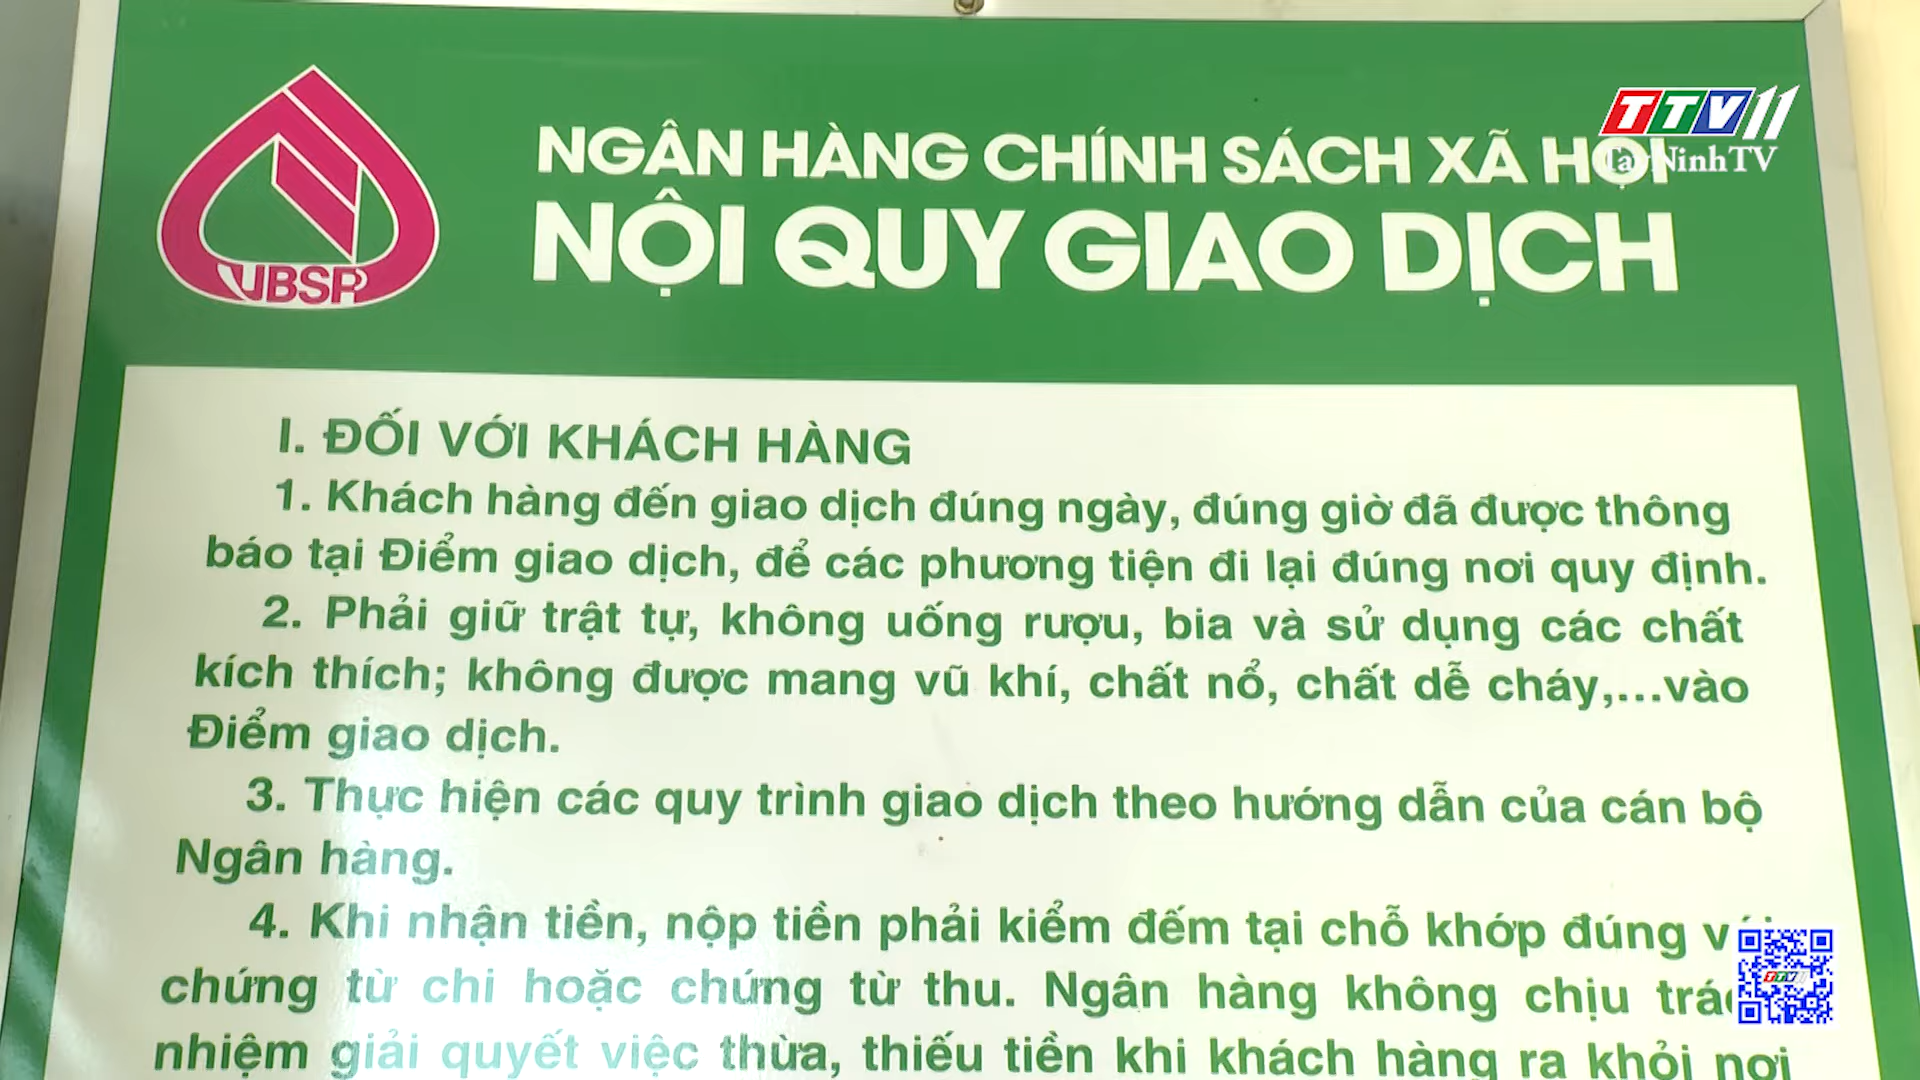 TTV11
TayNinhTV
VBSP
NGÂN HÀNG CHÍNH SÁCH XÃ HỘI
NỘI QUY GIAO DỊCH
I. ĐỐI VỚI KHÁCH HÀNG
1. Khách hàng đến giao dịch đúng ngày, đúng giờ đã được thông
báo tại Điểm giao dịch, để các phương tiện đi lại đúng nơi quy định.
2. Phải giữ trật tự, không uống rượu, bia và sử dụng các chất
kích thích; không được mang vũ khí, chất nổ, chất dễ cháy,...vào
Điểm giao dịch.
3. Thực hiện các quy trình giao dịch theo hướng dẫn của cán bộ
Ngân hàng.
4. Khi nhận tiền, nộp tiền phải kiểm đếm tại chỗ khớp đúng với
chứng từ chi hoặc chứng từ thu. Ngân hàng không chịu trách
nhiệm giải quyết việc thừa, thiếu tiền khi khách hàng ra khỏi nơi
TTV11